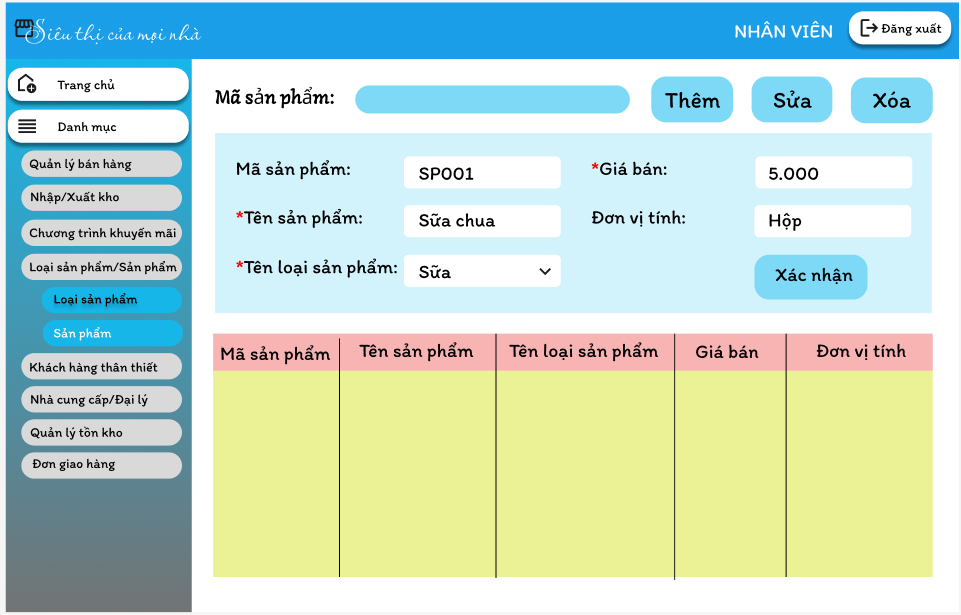 Siêu thị của mọi nhà
NHÂN VIÊN
Đăng xuất
Trang chủ
Danh mục
Quản lý bán hàng
Nhập/Xuất kho
Chương trình khuyến mãi
Loại sản phẩm/Sản phẩm
Loại sản phẩm
Sản phẩm
Khách hàng thân thiết
Nhà cung cấp/Đại lý
Quản lý tồn kho
Đơn giao hàng
Mã sản phẩm:
Thêm
Sửa
Xóa
Mã sản phẩm: SP001
*Giá bán: 5.000
*Tên sản phẩm: Sữa chua
Đơn vị tính: Hộp
*Tên loại sản phẩm: Sữa
Xác nhận
Mã sản phẩm Tên sản phẩm Tên loại sản phẩm Giá bán Đơn vị tính